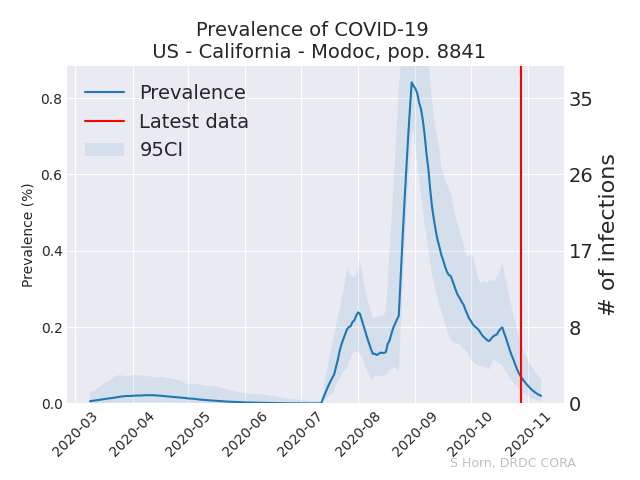 Prevalence of COVID-19
US - California - Modoc, pop. 8841
Prevalence
Latest data
95CI
Prevalence (%)
0.8
0.6
0.4
0.2
0.0
35
26
17
8
0
# of infections
2020-03
2020-04
2020-05
2020-06
2020-07
2020-08
2020-09
2020-10
2020-11
S Horn, DRDC CORA